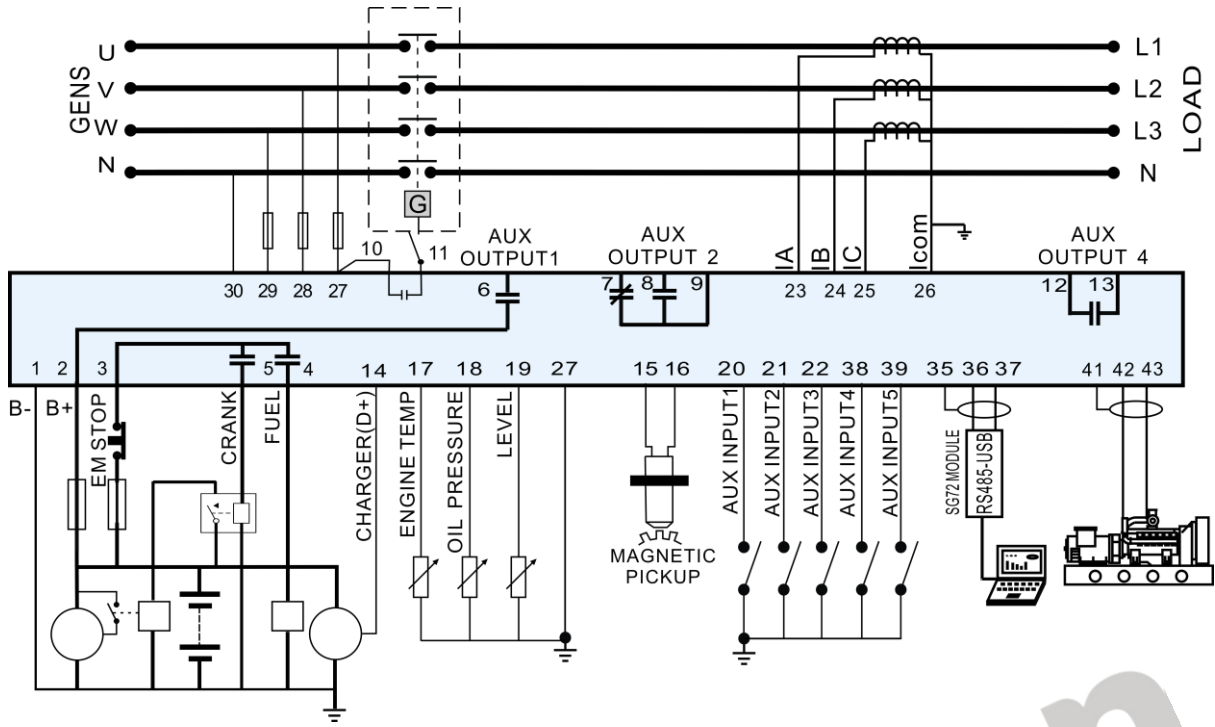 GENS
U
V
W
N
L1
L2
L3
N
LOAD
G
10
11
AUX
OUTPUT1
AUX
OUTPUT 2
IA
IB
IC
Icom
AUX
OUTPUT 4
30 29 28 27
6
7 8 9
23 24 25 26
12 13
1 2 3 5 4 14 17 18 19 27 15 16 20 21 22 38 39 35 36 37 41 42 43
B-
B+
EM STOP
CRANK
FUEL
CHARGER(D+)
ENGINE TEMP
OIL PRESSURE
LEVEL
MAGNETIC
PICKUP
AUX INPUT1
AUX INPUT2
AUX INPUT3
AUX INPUT4
AUX INPUT5
SG72 MODULE
RS485-USB